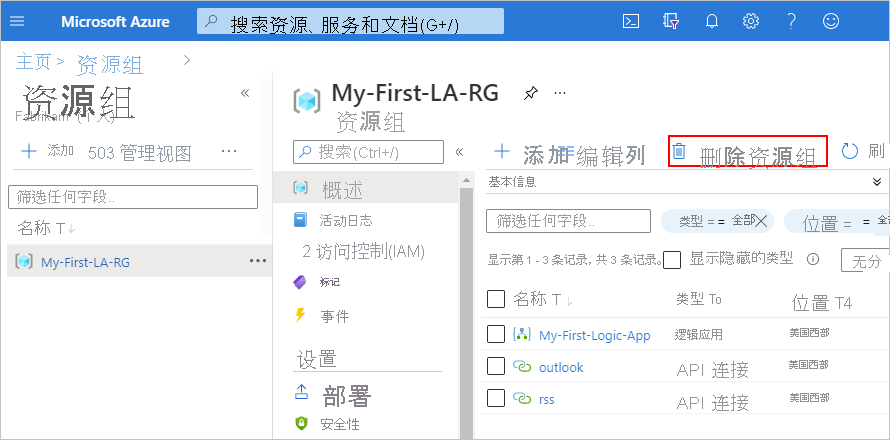 Microsoft Azure
搜索资源、服务和文档(G+/)
主页 > 资源组 >
资源组
Fabrikam (个人)
+ 添加 503 管理视图 ...
筛选任何字段..
名称 T↓
My-First-LA-RG ...
My-First-LA-RG ...
资源组
搜索(Ctrl+/) «
概述
活动日志
2 访问控制(IAM)
标记
事件
设置
部署
安全性
+ 添加 编辑列 删除资源组 刷
基本信息
筛选任何字段.. 类型 == 全部 位置 = = 全
显示第 1 - 3 条记录, 共 3 条记录。 显示隐藏的类型 无分
名称 T↓ 类型 To 位置 T4
My-First-Logic-App 逻辑应用 美国西部
outlook API 连接 美国西部
rss API 连接 美国西部